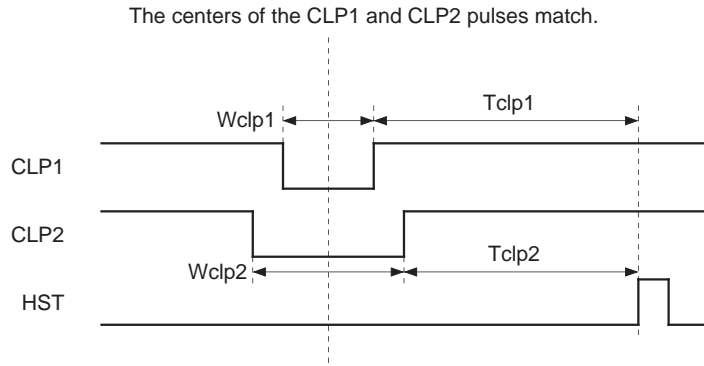 The centers of the CLP1 and CLP2 pulses match.
Wclp1
Tclp1
CLP1
CLP2
Wclp2
Tclp2
HST